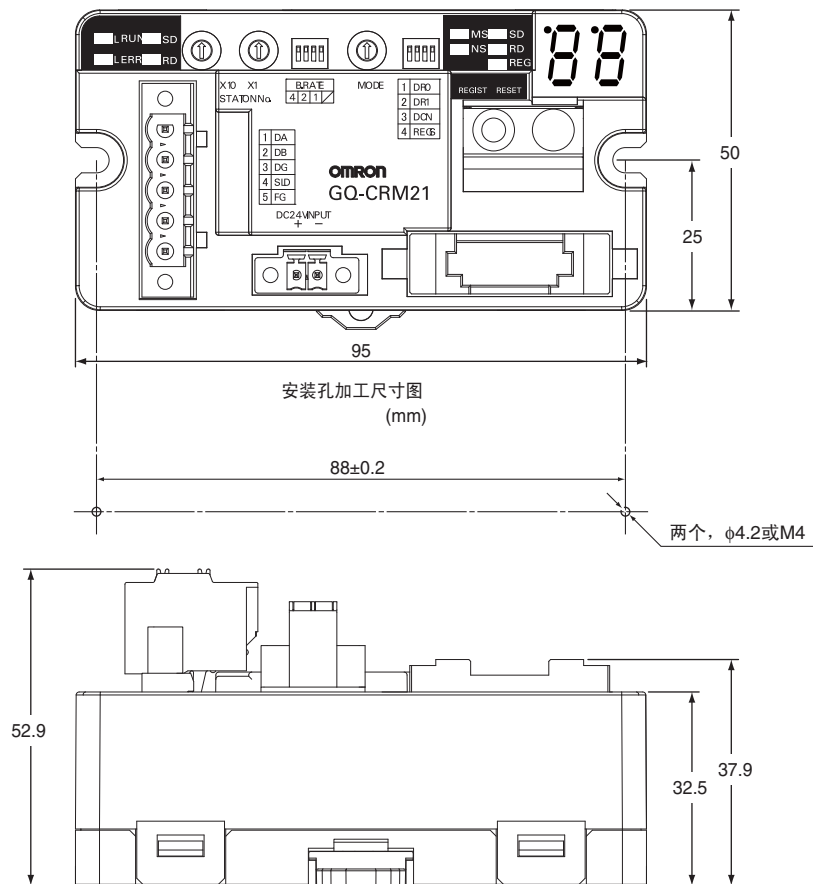 L RUN SD
L ERR RD
MS SD
NS RD
REG
88
X10 X1
STATION No.
B.RATE
4 2 1
MODE
1 DR0
2 DR1
3 DCN
4 REGS
REGIST RESET
1 DA
2 DB
3 DG
4 SLD
5 FG
OMRON
GQ-CRM21
DC24V INPUT
+ −
50
25
95
安装孔加工尺寸图
(mm)
88±0.2
两个，ϕ4.2或M4
52.9
32.5
37.9